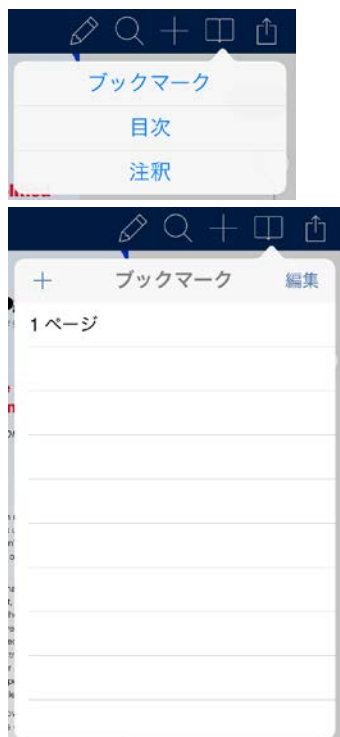 ブックマーク
目次
注釈
+ ブックマーク 編集
1 ページ